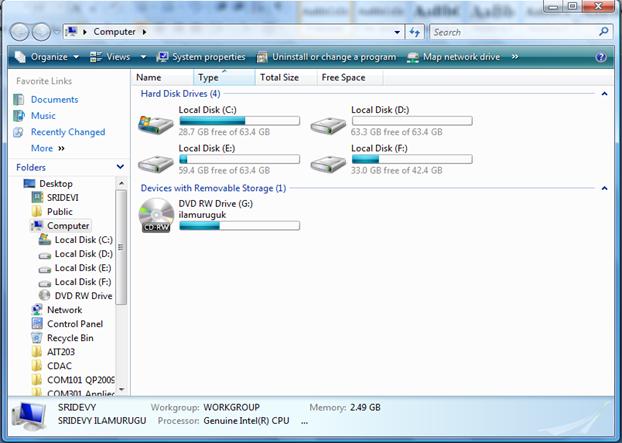 Computer
Search
Organize Views System properties Uninstall or change a program Map network drive »
Favorite Links
Documents
Music
Recently Changed
More »
Folders
Desktop
SRIDEVI
Public
Computer
Local Disk (C:)
Local Disk (D:)
Local Disk (E:)
Local Disk (F:)
DVD RW Drive
Network
Control Panel
Recycle Bin
AIT203
CDAC
COM101 QP2009
COM301 Applied
Name Type Total Size Free Space
Hard Disk Drives (4)
Local Disk (C:)
28.7 GB free of 63.4 GB
Local Disk (D:)
63.3 GB free of 63.4 GB
Local Disk (E:)
59.4 GB free of 63.4 GB
Local Disk (F:)
33.0 GB free of 42.4 GB
Devices with Removable Storage (1)
DVD RW Drive (G:)
ilamuruguk
CD-RW
SRIDEVY Workgroup: WORKGROUP Memory: 2.49 GB
SRIDEVY ILAMURUGU Processor: Genuine Intel(R) CPU ...